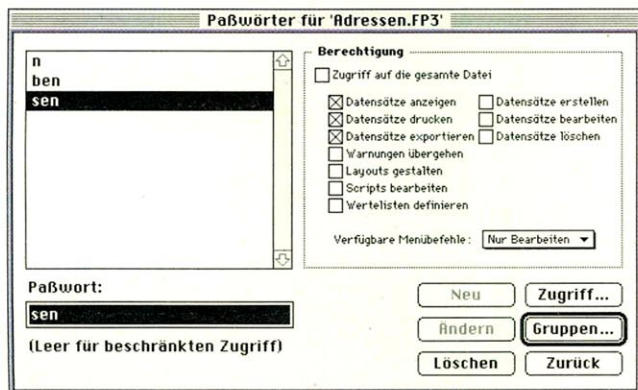 Paßwörter für 'Adressen.FP3'
n
ben
sen
Paßwort:
sen
(Leer für beschränkten Zugriff)
Berechtigung
Zugriff auf die gesamte Datei
Datensätze anzeigen Datensätze erstellen
Datensätze drucken Datensätze bearbeiten
Datensätze exportieren Datensätze löschen
Warnungen übergehen
Layouts gestalten
Scripts bearbeiten
Wertelisten definieren
Verfügbare Menübefehle: Nur Bearbeiten
Neu Zugriff...
Ändern Gruppen...
Löschen Zurück